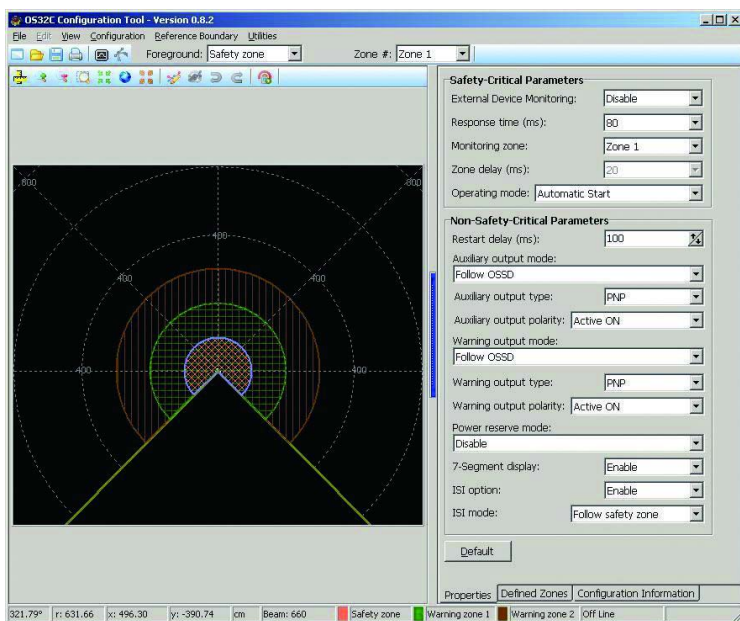 OS32C Configuration Tool - Version 0.8.2
File Edit View Configuration Reference Boundary Utilities
Foreground: Safety zone Zone #: Zone 1
Safety-Critical Parameters
External Device Monitoring: Disable
Response time (ms): 80
Monitoring zone: Zone 1
Zone delay (ms): 20
Operating mode: Automatic Start
Non-Safety-Critical Parameters
Restart delay (ms): 100
Auxiliary output mode:
Follow OSSD
Auxiliary output type: PNP
Auxiliary output polarity: Active ON
Warning output mode:
Follow OSSD
Warning output type: PNP
Warning output polarity: Active ON
Power reserve mode:
Disable
7-Segment display: Enable
ISI option: Enable
ISI mode: Follow safety zone
Default
Properties Defined Zones Configuration Information
400
400 400
400 400
321.79° r: 631.66 x: 496.30 y: -390.74 cm Beam: 660 Safety zone Warning zone 1 Warning zone 2 Off Line